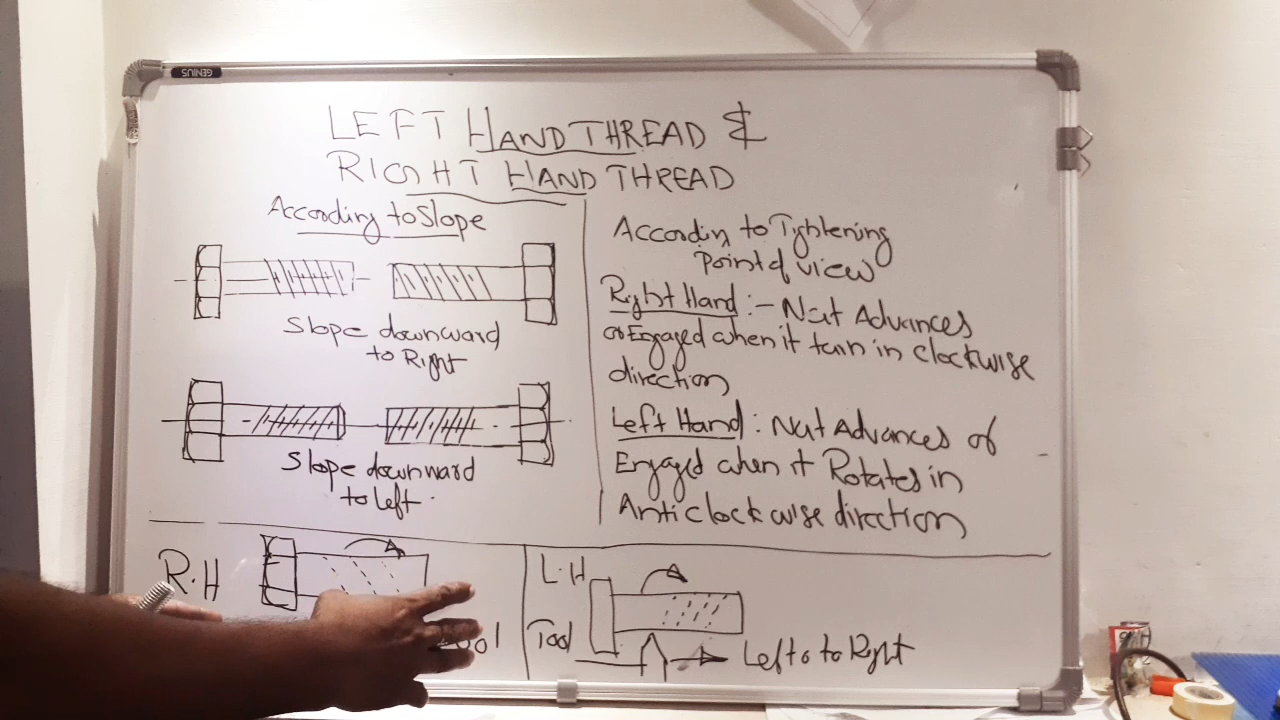 GENIUS
LEFT HAND THREAD &
RIGHT HAND THREAD
According to Slope
Slope downward
to Right
Slope downward
to Left
According to Tightening
Point of view
Right Hand :- Nut Advances
or Engaged when it turn in clockwise
direction
Left Hand : Nut Advances of
Engaged when it Rotates in
Anticlockwise direction
R.H
L.H
Tool
Left to to Right